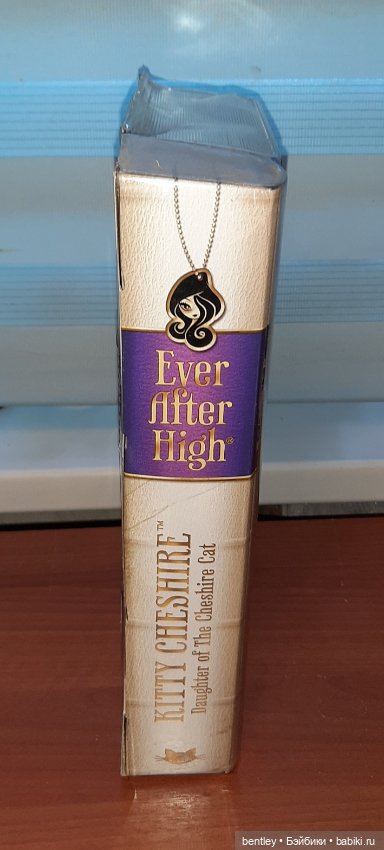 Ever
After
High®
KITTY CHESHIRE™
Daughter of The Cheshire Cat
bentley • Бэйбики • babiki.ru